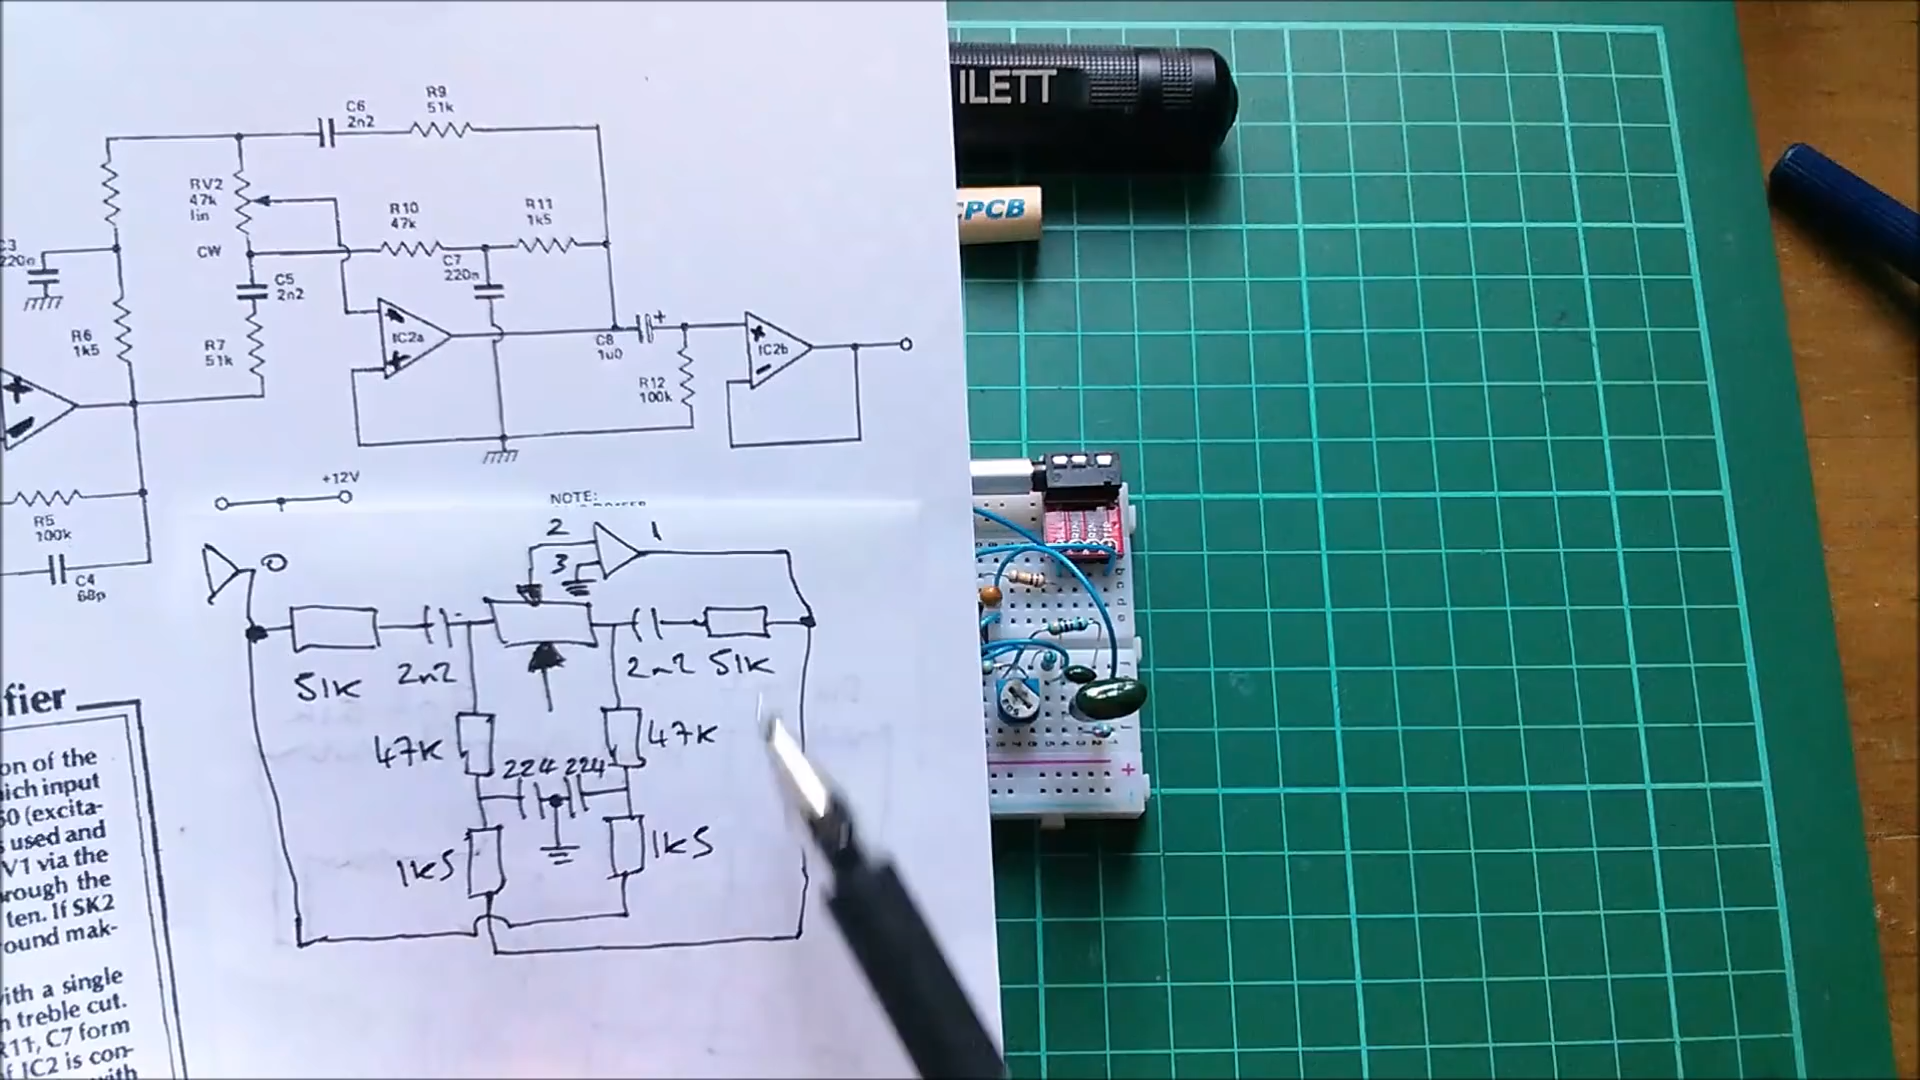 C6
2n2
R9
51k
RV2
47k
lin
R10
47k
R11
1k5
CW
C3
220n
C5
2n2
C7
220n
R6
1k5
R7
51k
IC2a
C8
1u0
+
IC2b
R12
100k
+
-
+12V
NOTE:
R5
100k
C4
68p
2
1
3
51K
2n2
2n2
51K
47K
47K
224
224
1k5
1k5
fier
on of the
ich input
60 (excita-
s used and
V1 via the
rough the
ten. If SK2
ound mak-
ith a single
n treble cut.
R11, C7 form
f IC2 is con-
with
ILETT
PCB
+